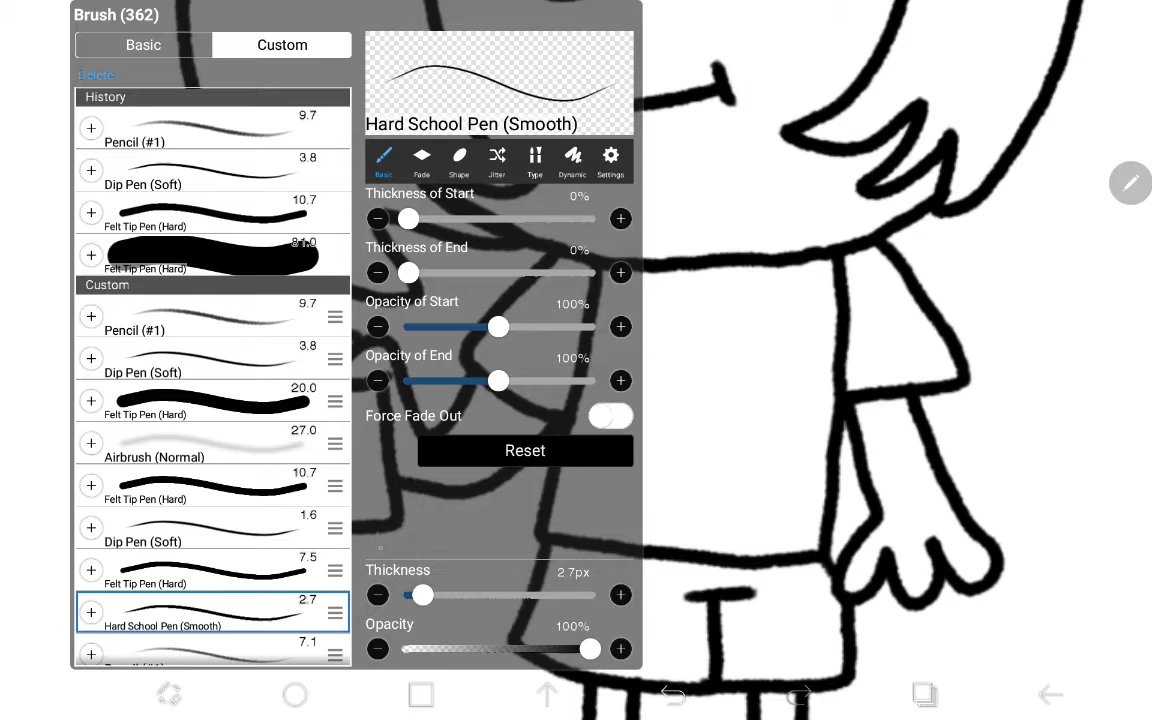 Brush (362)
Basic
Custom
Delete
History
9.7
Pencil (#1)
3.8
Dip Pen (Soft)
10.7
Felt Tip Pen (Hard)
81.0
Felt Tip Pen (Hard)
Custom
9.7
Pencil (#1)
3.8
Dip Pen (Soft)
20.0
Felt Tip Pen (Hard)
27.0
Airbrush (Normal)
10.7
Felt Tip Pen (Hard)
1.6
Dip Pen (Soft)
7.5
Felt Tip Pen (Hard)
2.7
Hard School Pen (Smooth)
7.1
Pencil (#1)
Hard School Pen (Smooth)
Basic
Fade
Shape
Jitter
Type
Dynamic
Settings
Thickness of Start
0%
Thickness of End
0%
Opacity of Start
100%
Opacity of End
100%
Force Fade Out
Reset
Thickness
2.7px
Opacity
100%